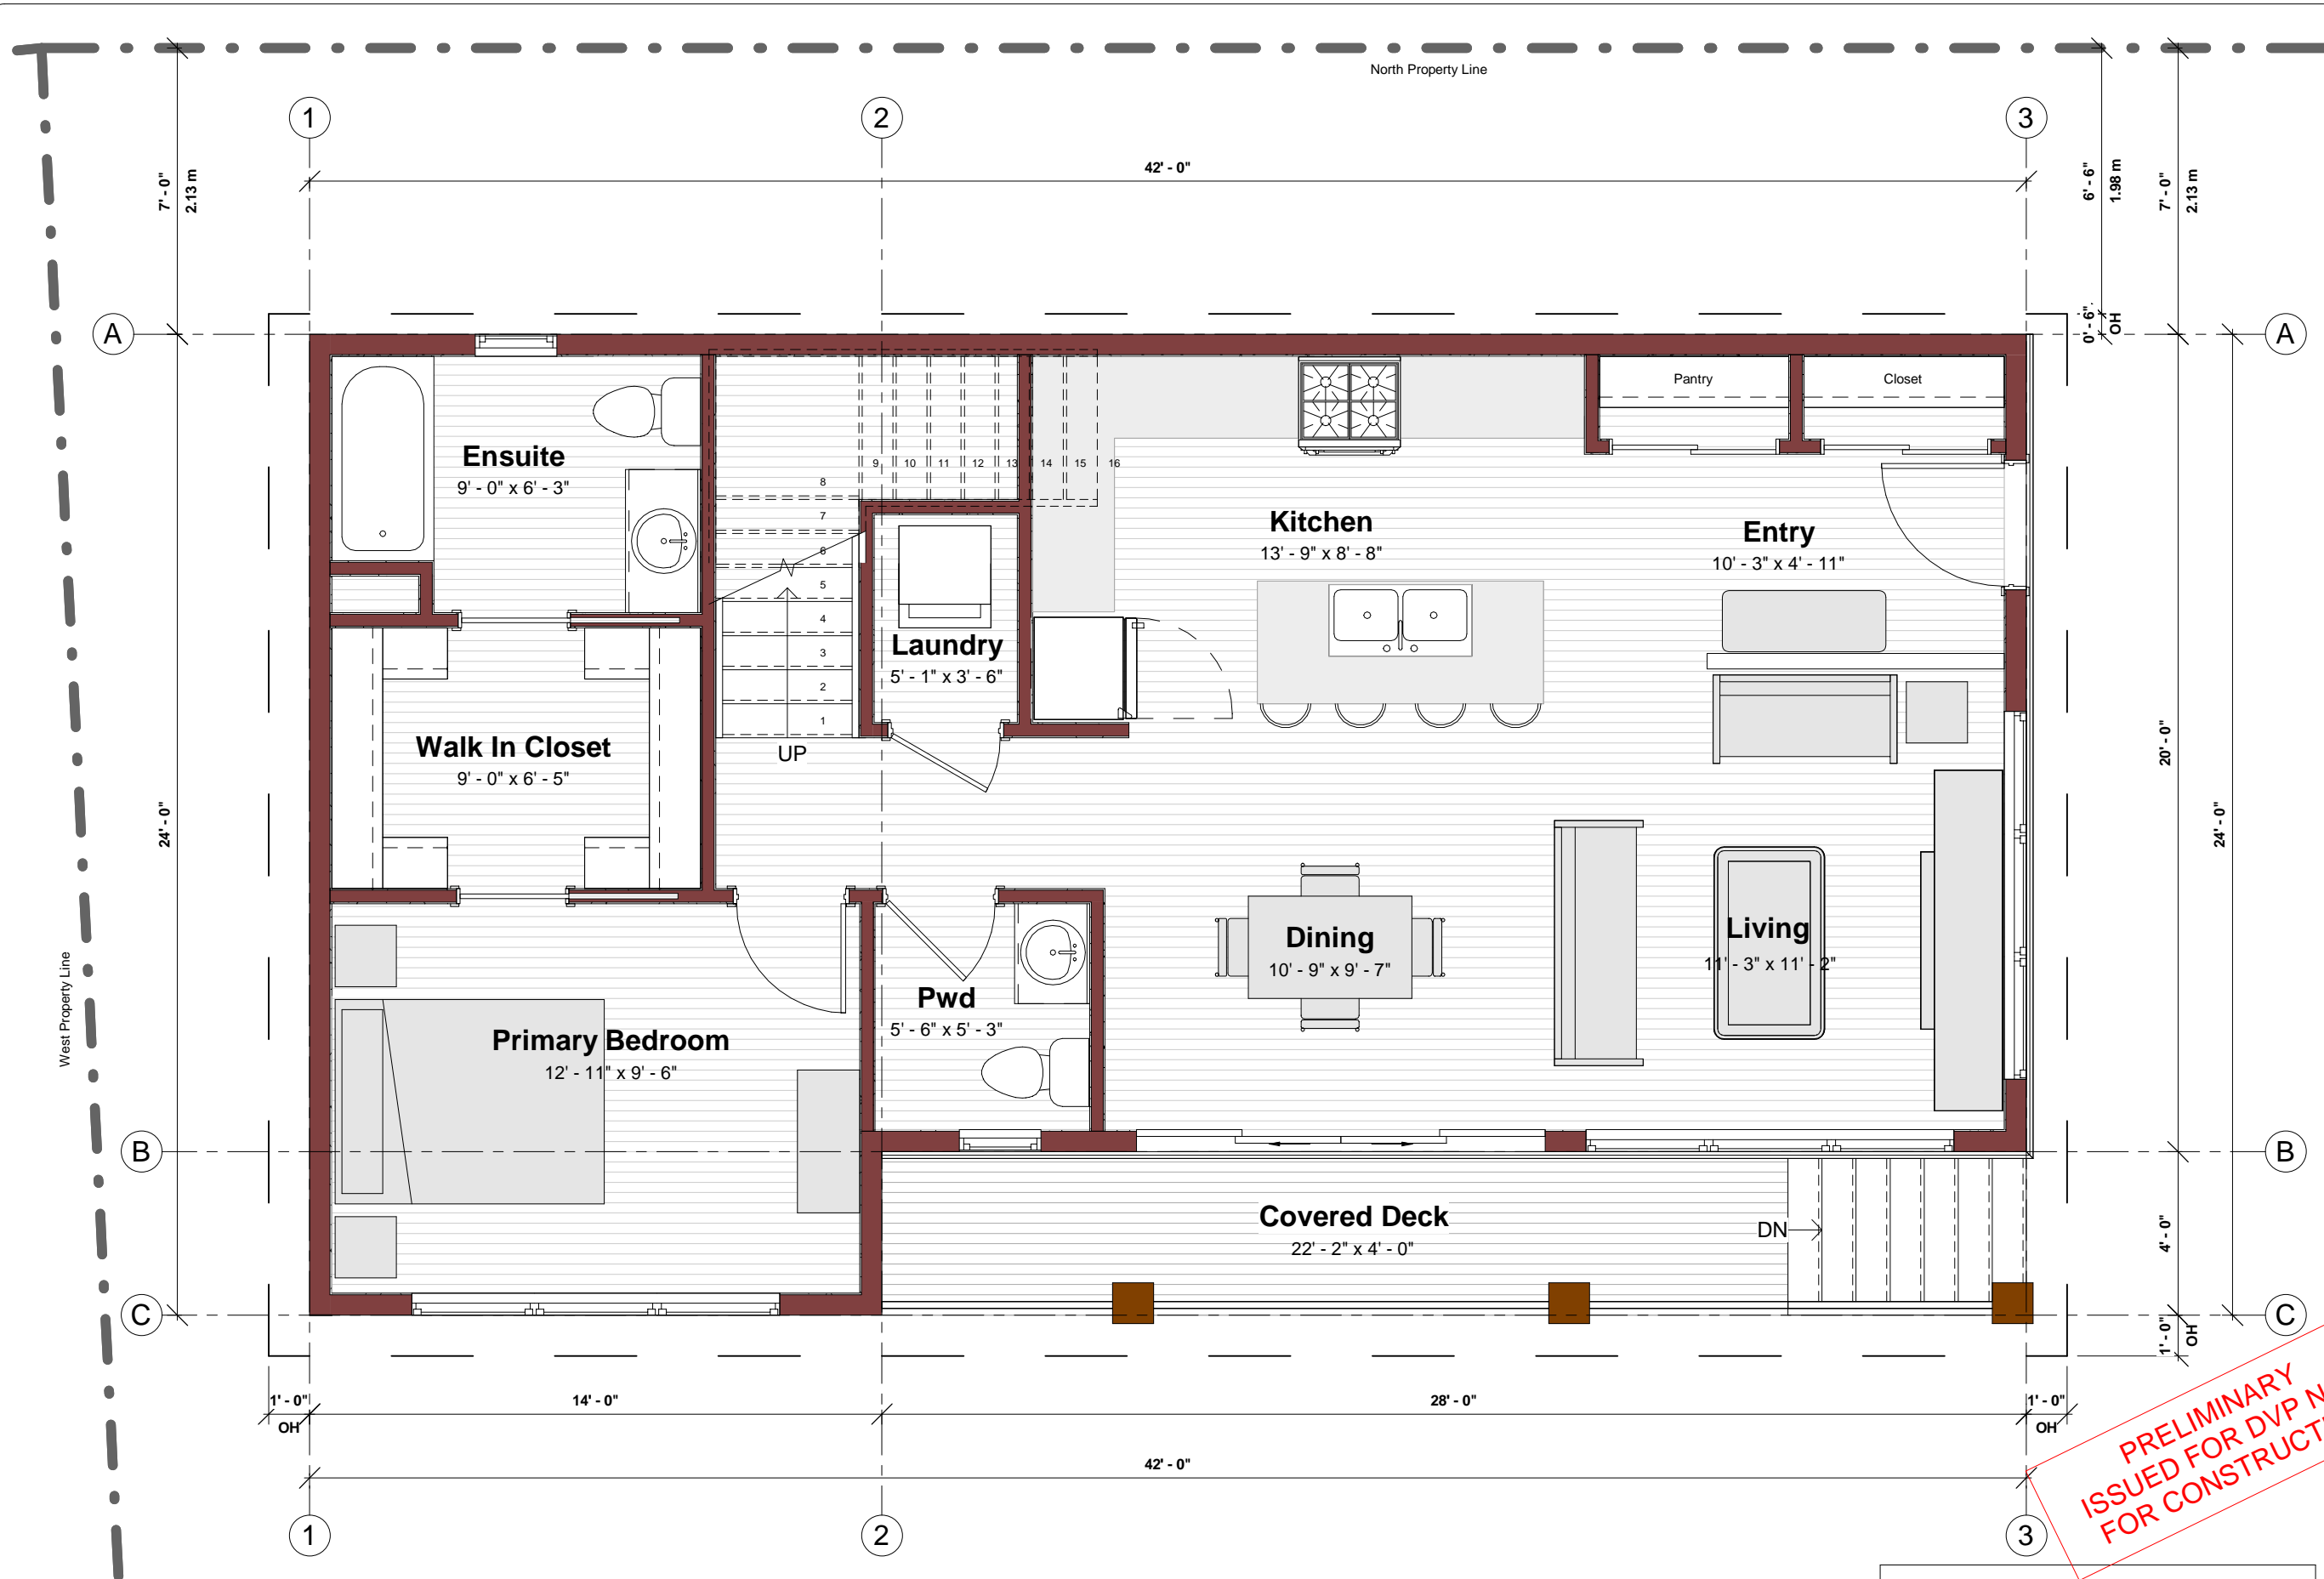 North Property Line
1
2
3
42' - 0"
7' - 0"
2.13 m
6' - 6"
1.98 m
7' - 0"
2.13 m
A
0' - 6"
OH
A
Pantry
Closet
Ensuite
9' - 0" x 6' - 3"
9 10 11 12 13 14 15 16
8
7
6
5
4
3
2
1
UP
Kitchen
13' - 9" x 8' - 8"
Entry
10' - 3" x 4' - 11"
Laundry
5' - 1" x 3' - 6"
Walk In Closet
9' - 0" x 6' - 5"
24' - 0"
20' - 0"
24' - 0"
West Property Line
Dining
10' - 9" x 9' - 7"
Living
11' - 3" x 11' - 2"
Pwd
5' - 6" x 5' - 3"
Primary Bedroom
12' - 11" x 9' - 6"
B
B
Covered Deck
22' - 2" x 4' - 0"
DN
4' - 0"
C
C
1' - 0"
OH
1' - 0"
OH
14' - 0"
28' - 0"
1' - 0"
OH
42' - 0"
1
2
3
PRELIMINARY
ISSUED FOR DVP
FOR